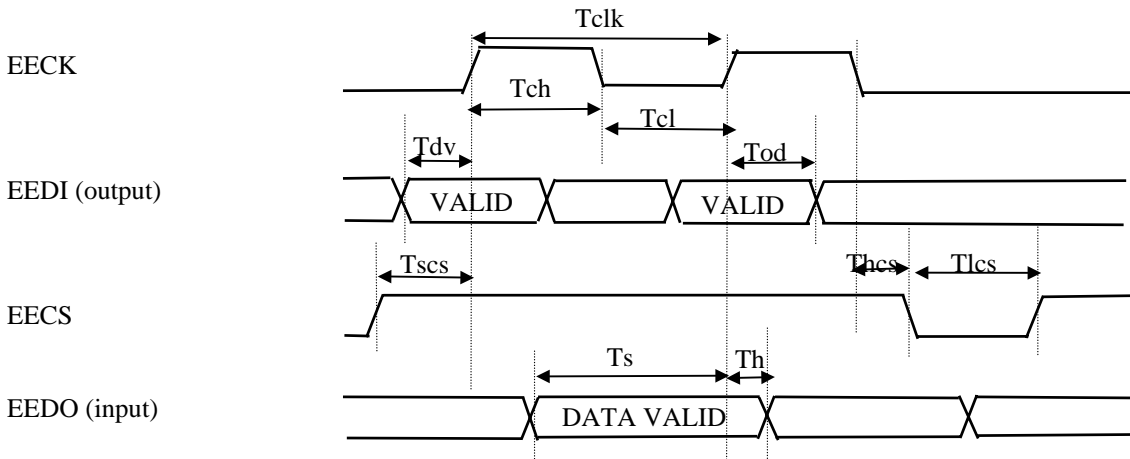 Tclk
EECK
Tch
Tcl
Tdv
Tod
EEDI (output)
VALID
VALID
Tscs
Thcs
Tlcs
EECS
Ts
Th
EEDO (input)
DATA VALID